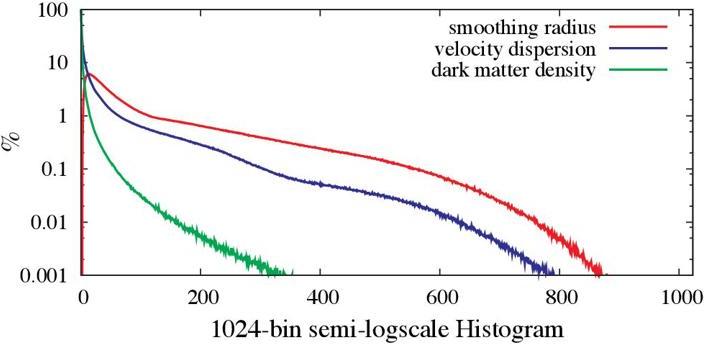 100
10
1
0.1
0.01
0.001
%
smoothing radius
velocity dispersion
dark matter density
0 200 400 600 800 1000
1024-bin semi-logscale Histogram